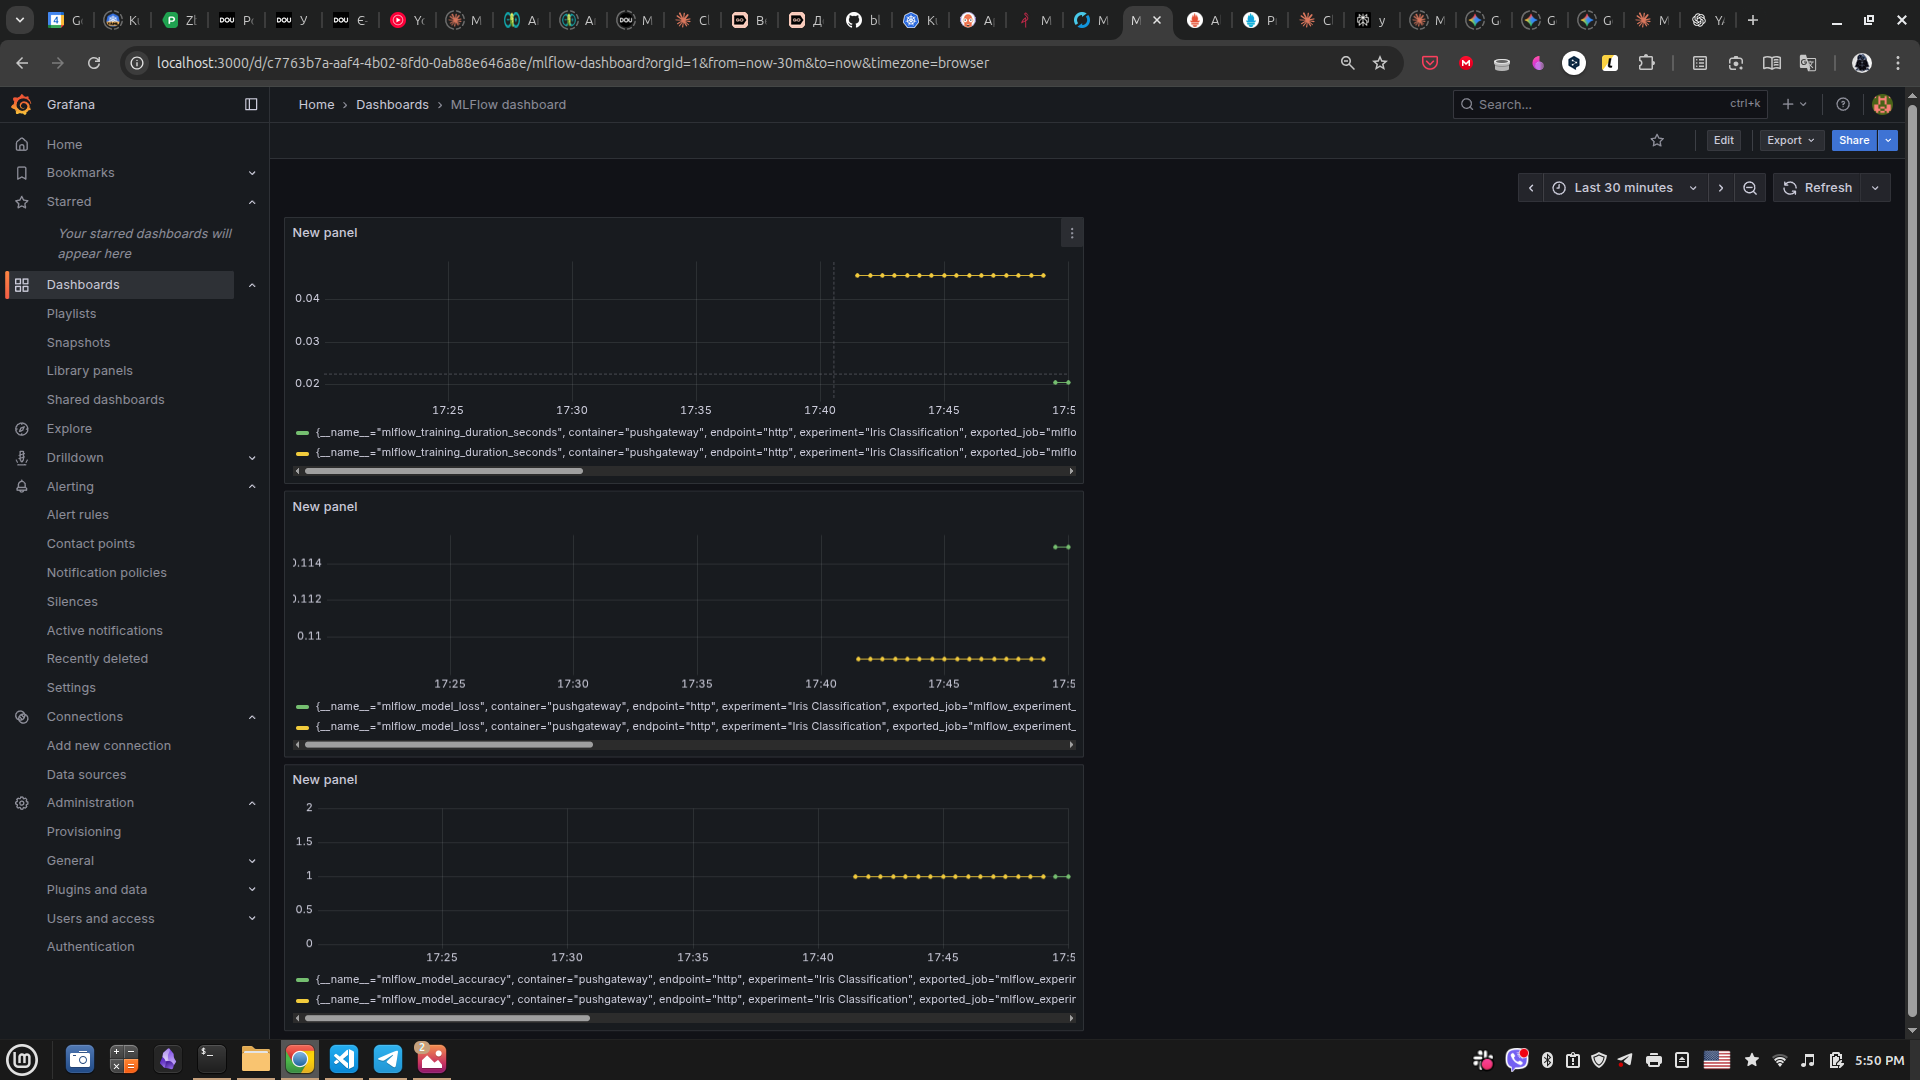 localhost:3000/d/c7763b7a-aaf4-4b02-8fd0-0ab88e646a8e/mlflow-dashboard?orgId=1&from=now-30m&to=now&timezone=browser
Grafana
Home › Dashboards › MLFlow dashboard
Search... ctrl+k
Edit Export Share
Last 30 minutes Refresh
Home
Bookmarks
Starred
Your starred dashboards will
appear here
Dashboards
Playlists
Snapshots
Library panels
Shared dashboards
Explore
Drilldown
Alerting
Alert rules
Contact points
Notification policies
Silences
Active notifications
Recently deleted
Settings
Connections
Add new connection
Data sources
Administration
Provisioning
General
Plugins and data
Users and access
Authentication
New panel
0.04
0.03
0.02
17:25 17:30 17:35 17:40 17:45 17:5
{__name__="mlflow_training_duration_seconds", container="pushgateway", endpoint="http", experiment="Iris Classification", exported_job="mlflo
{__name__="mlflow_training_duration_seconds", container="pushgateway", endpoint="http", experiment="Iris Classification", exported_job="mlflo
New panel
0.114
0.112
0.11
17:25 17:30 17:35 17:40 17:45 17:5
{__name__="mlflow_model_loss", container="pushgateway", endpoint="http", experiment="Iris Classification", exported_job="mlflow_experiment_
{__name__="mlflow_model_loss", container="pushgateway", endpoint="http", experiment="Iris Classification", exported_job="mlflow_experiment_
New panel
2
1.5
1
0.5
0
17:25 17:30 17:35 17:40 17:45 17:5
{__name__="mlflow_model_accuracy", container="pushgateway", endpoint="http", experiment="Iris Classification", exported_job="mlflow_experi
{__name__="mlflow_model_accuracy", container="pushgateway", endpoint="http", experiment="Iris Classification", exported_job="mlflow_experi
2
5:50 PM